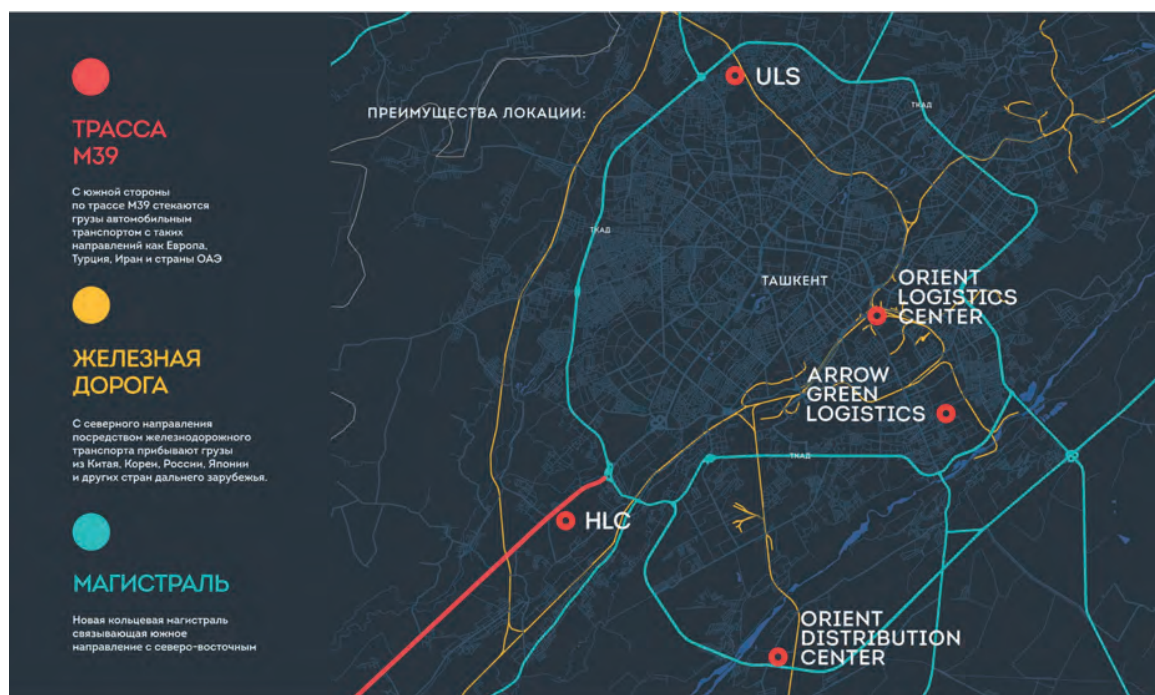 ТРАССА
М39
С южной стороны
по трассе М39 стекаются
грузы автомобильным
транспортом с таких
направлений как Европа,
Турция, Иран и страны ОАЭ
ЖЕЛЕЗНАЯ
ДОРОГА
С северного направления
посредством железнодорожного
транспорта прибывают грузы
из Китая, Кореи, России, Японии
и других стран дальнего зарубежья.
МАГИСТРАЛЬ
Новая кольцевая магистраль
связывающая южное
направление с северо-восточным
ПРЕИМУЩЕСТВА ЛОКАЦИИ:
ULS
ТКАД
ТКАД
ТАШКЕНТ
ORIENT
LOGISTICS
CENTER
ARROW
GREEN
LOGISTICS
ТКАД
HLC
ORIENT
DISTRIBUTION
CENTER